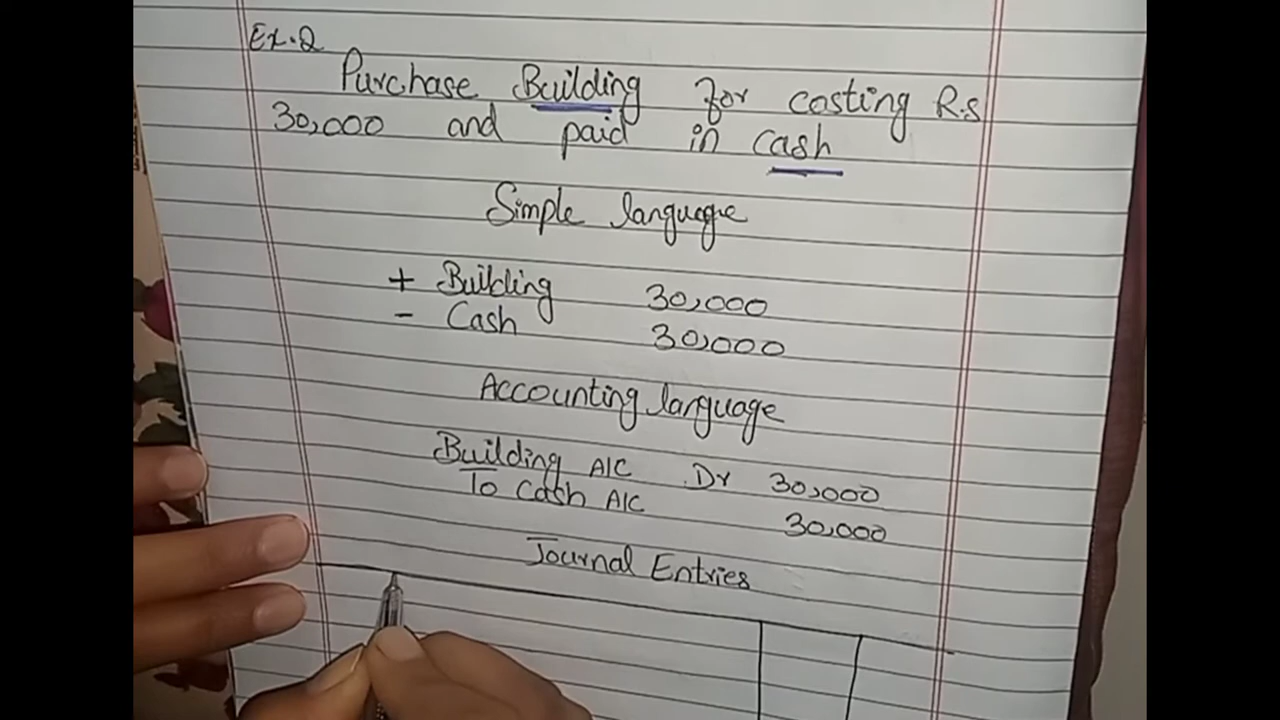 Ex.2
Purchase Building for costing R.s
30,000 and paid in cash
Simple language
+ Building 30,000
- Cash 30,000
Accounting language
Building A/C Dr 30,000
To Cash A/C 30,000
Journal Entries